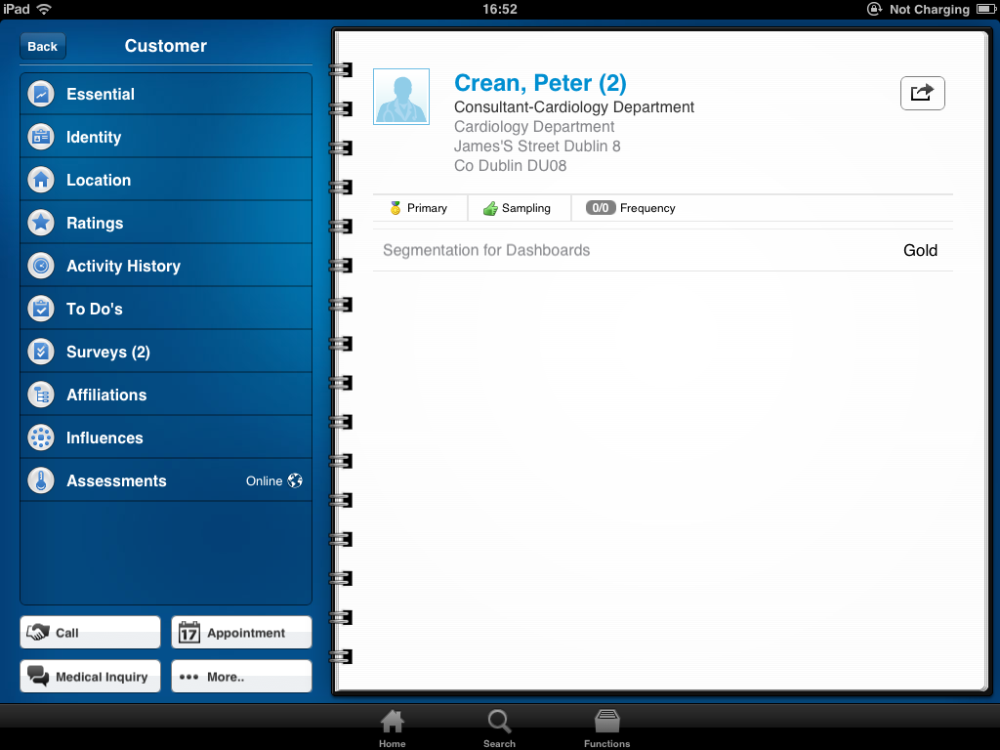 iPad 16:52 Not Charging
Back Customer
Essential
Identity
Location
Ratings
Activity History
To Do's
Surveys (2)
Affiliations
Influences
Assessments Online
Call
17 Appointment
Medical Inquiry
More..
Crean, Peter (2)
Consultant-Cardiology Department
Cardiology Department
James'S Street Dublin 8
Co Dublin DU08
Primary Sampling 0/0 Frequency
Segmentation for Dashboards Gold
Home Search Functions